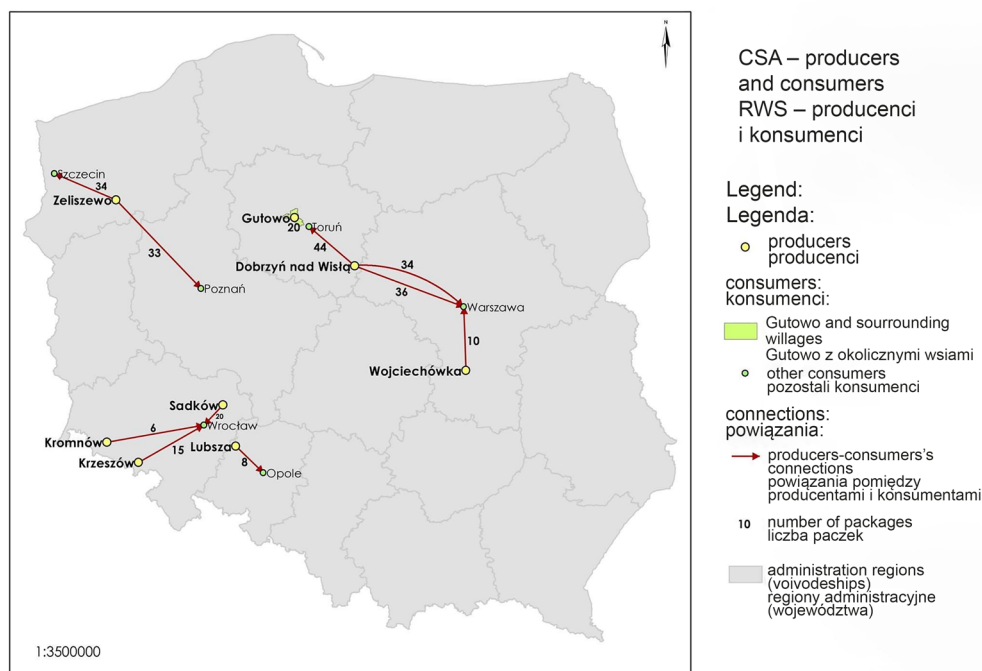 N
Szczecin
34
Zeliszewo
33
Poznań
Gutowo
20
Toruń
44
Dobrzyń nad Wisłą
34
36
Warszawa
10
Wojciechówka
Sadków
20
Wrocław
6
Kromnów
15
Krzeszów
Lubsza
8
Opole
1:3500000
CSA – producers
and consumers
RWS – producenci
i konsumenci
Legend:
Legenda:
producers
producenci
consumers:
konsumenci:
Gutowo and sourrounding
willages
Gutowo z okolicznymi wsiami
other consumers
pozostali konsumenci
connections:
powiązania:
producers-consumers's
connections
powiązania pomiędzy
producentami i konsumentami
10 number of packages
liczba paczek
administration regions
(voivodeships)
regiony administracyjne
(województwa)